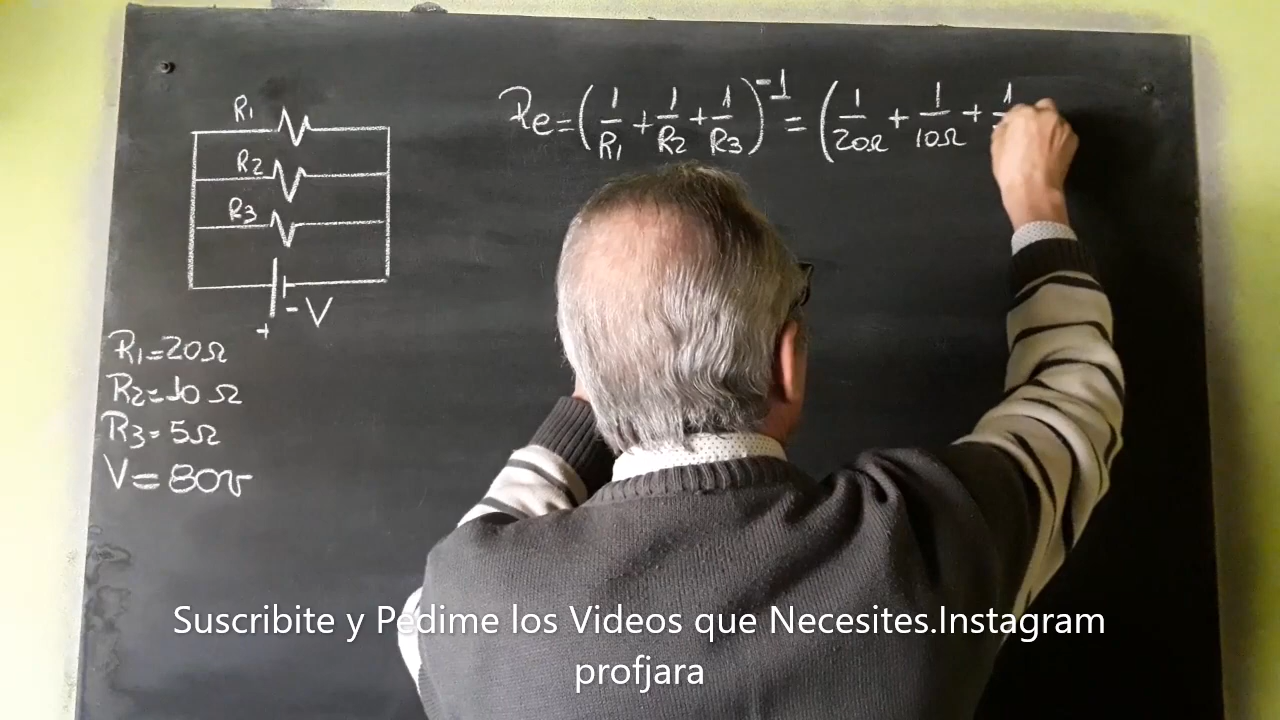 R1
R2
R3
+ - V
R1=20Ω
R2=10Ω
R3=5Ω
V=80v
Re=(1/R1+1/R2+1/R3)^-1=(1/20Ω+1/10Ω+1
Suscribite y Pedime los Videos que Necesites.Instagram
profjara